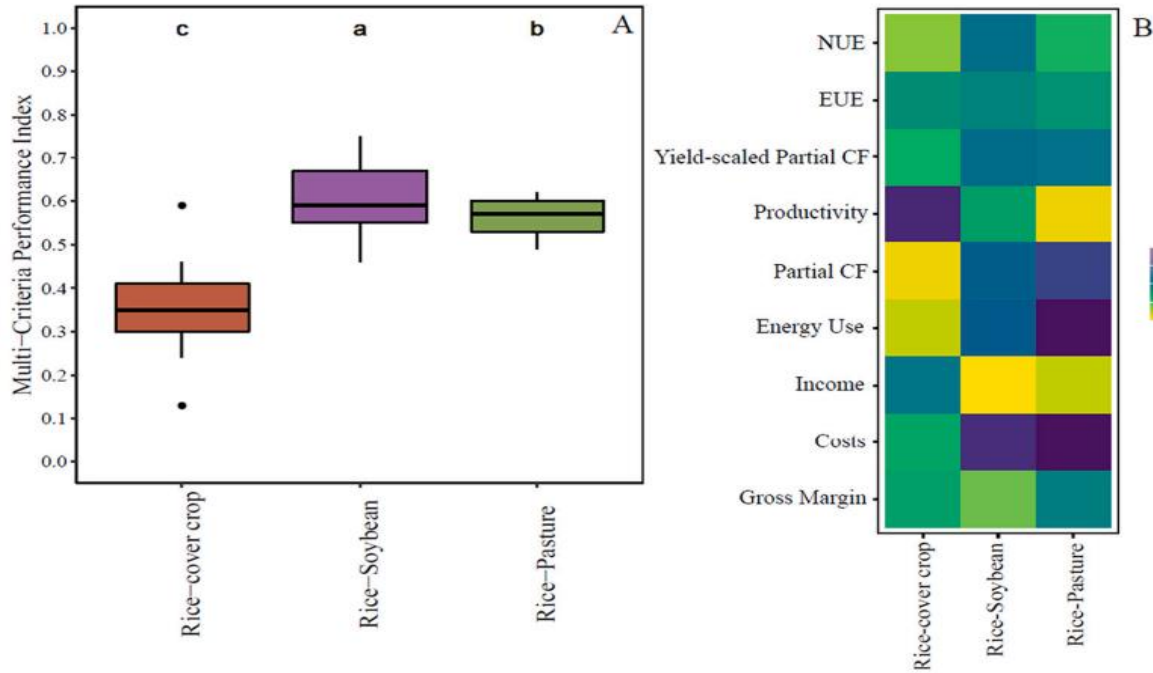 c
a
b
A
1.0
0.9
0.8
0.7
0.6
0.5
0.4
0.3
0.2
0.1
0.0
Multi-Criteria Performance Index
Rice-cover crop
Rice-Soybean
Rice-Pasture
B
NUE
EUE
Yield-scaled Partial CF
Productivity
Partial CF
Energy Use
Income
Costs
Gross Margin
Rice-cover crop
Rice-Soybean
Rice-Pasture